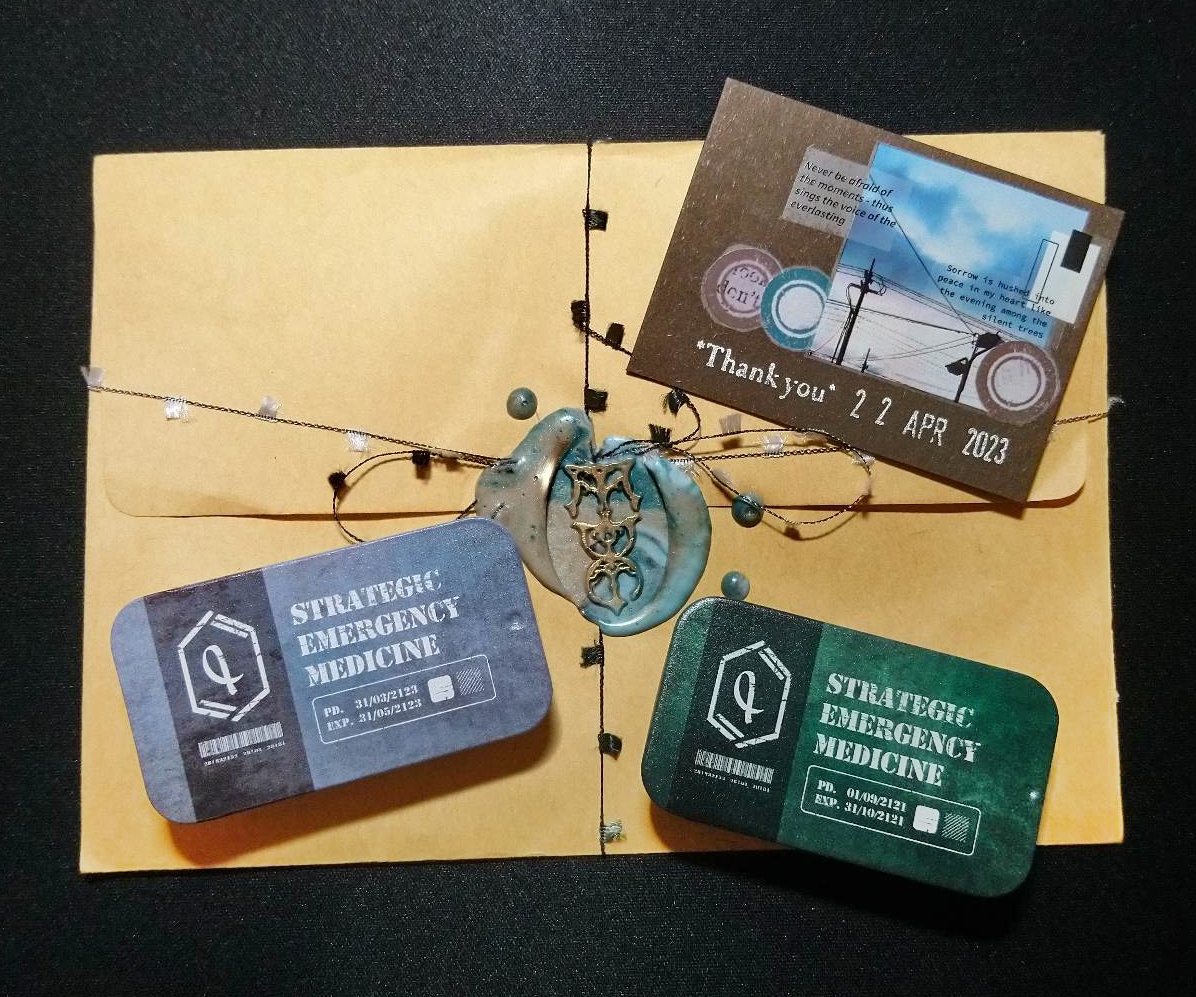 Never be afraid of
the moments - thus
sings the voice of the
everlasting
Sorrow is hushed into
peace in my heart like
the evening among the
silent trees
don't
*Thank you* 22 APR 2023
STRATEGIC
EMERGENCY
MEDICINE
PD. 31/03/2123
EXP. 31/05/2123
STRATEGIC
EMERGENCY
MEDICINE
PD. 01/09/2121
EXP. 31/10/2121